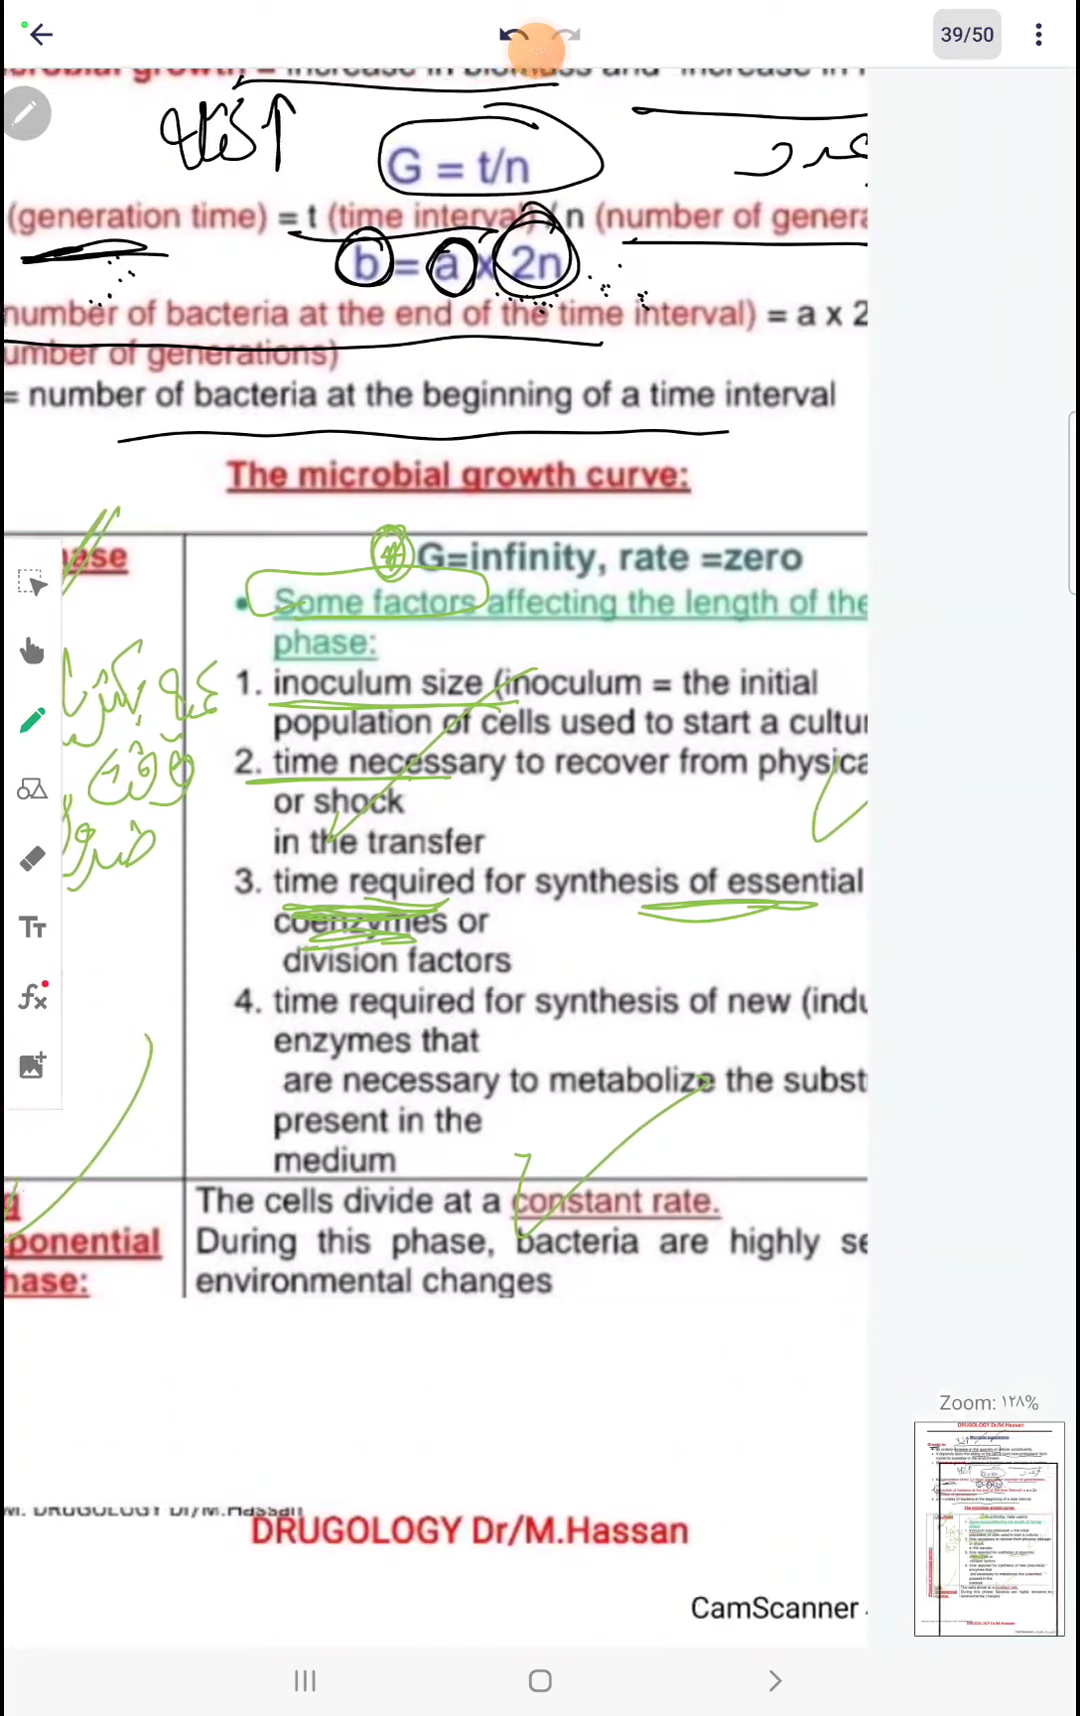 39/50
G = t/n
(generation time) = t (time interval) / n (number of genera
b = a x 2n
number of bacteria at the end of the time interval) = a x 2
umber of generations)
= number of bacteria at the beginning of a time interval
The microbial growth curve:
hase
G=infinity, rate =zero
• Some factors affecting the length of the
phase:
1. inoculum size (inoculum = the initial
population of cells used to start a cultur
2. time necessary to recover from physica
or shock
in the transfer
3. time required for synthesis of essential
coenzymes or
division factors
4. time required for synthesis of new (indu
enzymes that
are necessary to metabolize the subst
present in the
medium
ponential
hase:
The cells divide at a constant rate.
During this phase, bacteria are highly se
environmental changes
Zoom: ١٢٨%
M. DRUGOLOGY Dr/M.Hassan
DRUGOLOGY Dr/M.Hassan
CamScanner